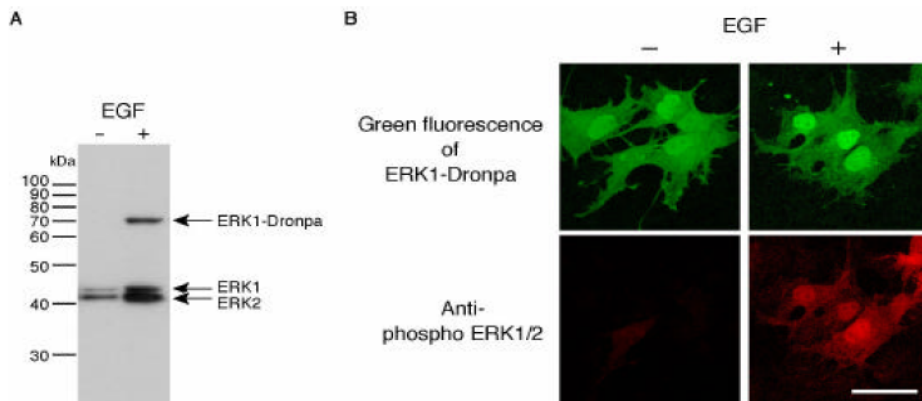 A
EGF
– +
kDa
100
90
80
70
60
50
40
30
ERK1-Dronpa
ERK1
ERK2
B
EGF
– +
Green fluorescence
of
ERK1-Dronpa
Anti-
phospho ERK1/2